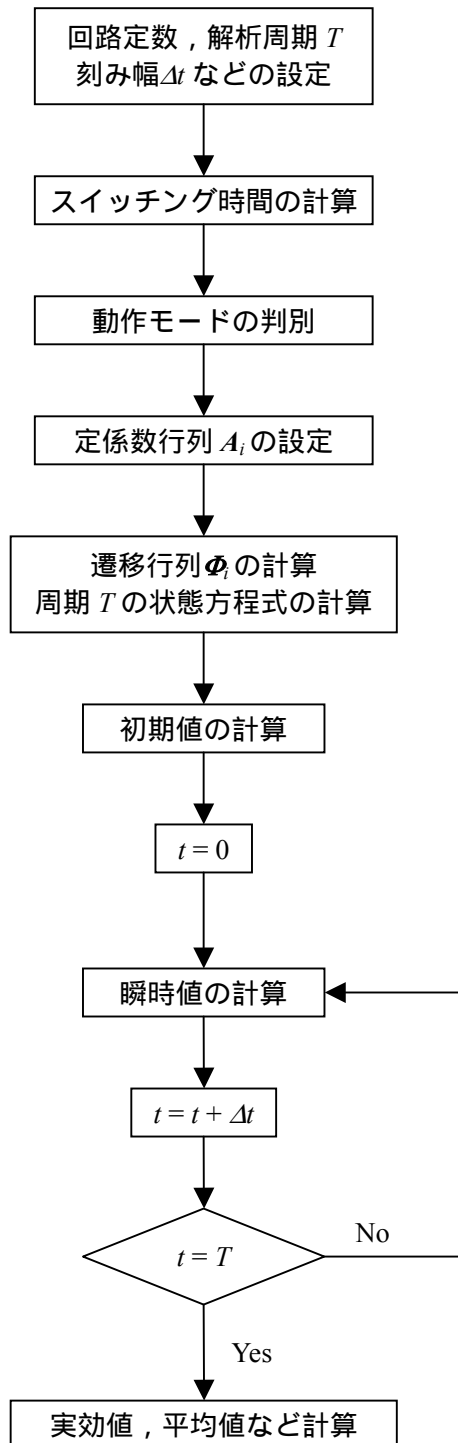 回路定数，解析周期 T
刻み幅Δt などの設定
スイッチング時間の計算
動作モードの判別
定係数行列 Aᵢ の設定
遷移行列Φᵢ の計算
周期 T の状態方程式の計算
初期値の計算
t = 0
瞬時値の計算
t = t + Δt
t = T
No
Yes
実効値，平均値など計算